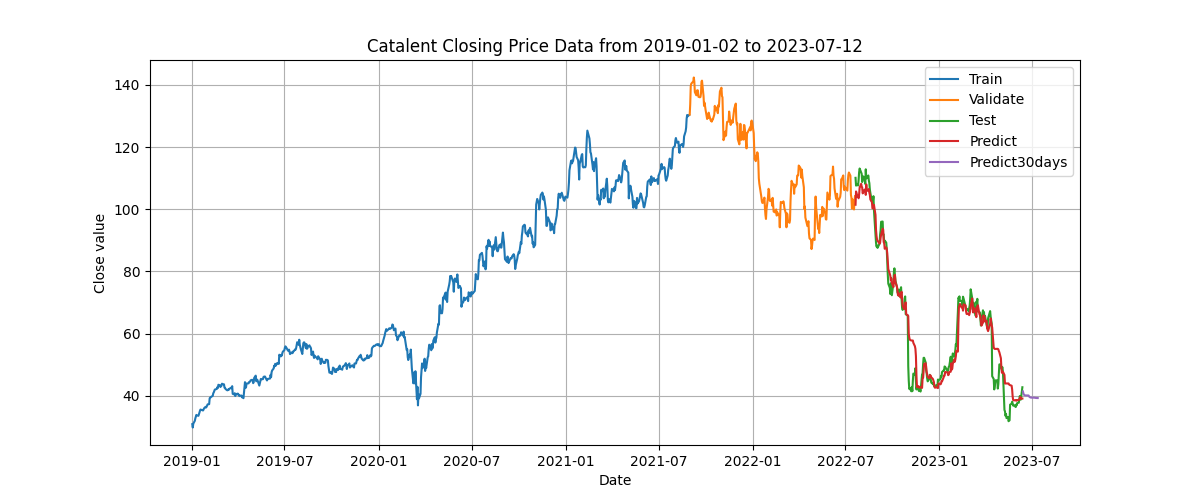 Catalent Closing Price Data from 2019-01-02 to 2023-07-12
Train
Validate
Test
Predict
Predict30days
Close value
140
120
100
80
60
40
2019-01 2019-07 2020-01 2020-07 2021-01 2021-07 2022-01 2022-07 2023-01 2023-07
Date